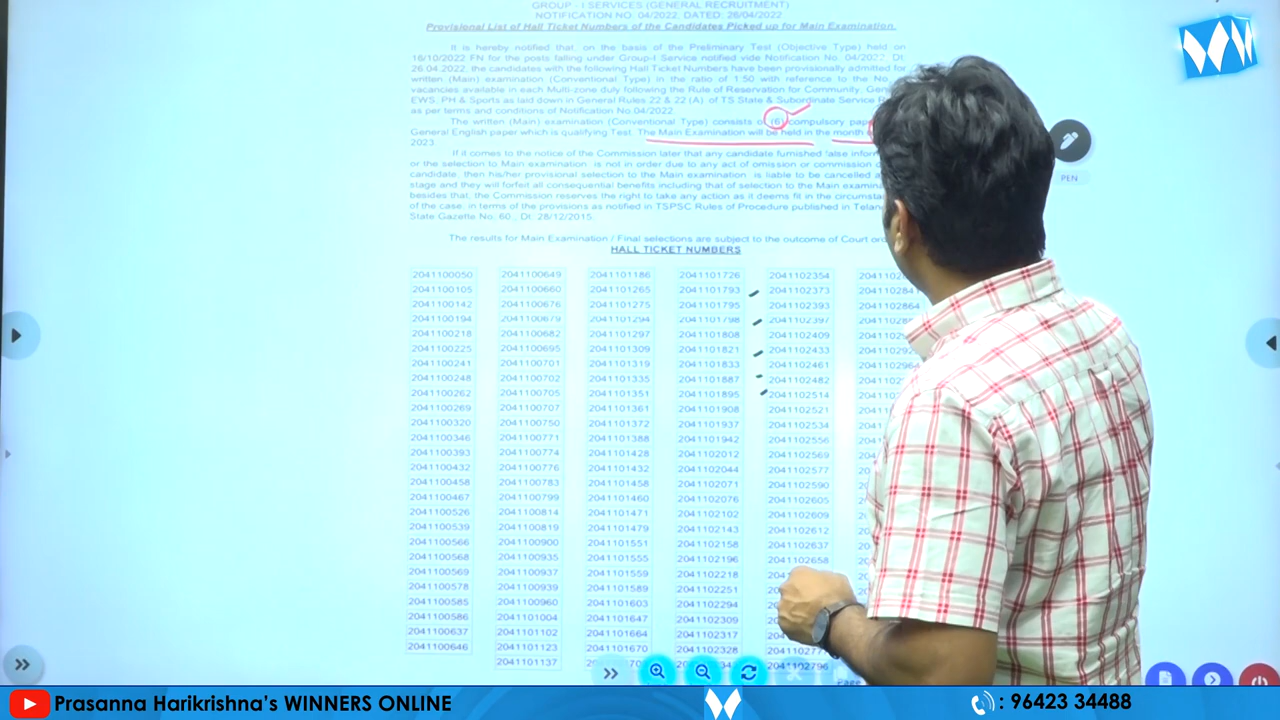 GROUP - I SERVICES (GENERAL RECRUITMENT)
NOTIFICATION NO. 04/2022, DATED: 26/04/2022
Provisional List of Hall Ticket Numbers of the Candidates Picked up for Main Examination.
It is hereby notified that, on the basis of the Preliminary Test (Objective Type) held on
16/10/2022 FN for the posts falling under Group-I Service notified vide Notification No. 04/2022, Dt.
26.04.2022, the candidates with the following Hall Ticket Numbers have been provisionally admitted for
written (Main) examination (Conventional Type) in the ratio of 1:50 with reference to the No.
vacancies available in each Multi-zone duly following the Rule of Reservation for Community,
EWS, PH & Sports as laid down in General Rules 22 & 22 (A) of TS State & Subordinate Service
as per terms and conditions of Notification No.04/2022.
The written (Main) examination (Conventional Type) consists of (6) compulsory
General English paper which is qualifying Test. The Main Examination will be held in the month
2023.
If it comes to the notice of the Commission later that any candidate furnished false
or the selection to Main examination is not in order due to any act of omission or commission
candidate, then his/her provisional selection to the Main examination is liable to be cancelled
stage and they will forfeit all consequential benefits including that of selection to the Main
besides that, the Commission reserves the right to take any action as it deems fit in the
of the case, in terms of the provisions as notified in TSPSC Rules of Procedure published in
State Gazette No. 60., Dt: 28/12/2015.
The results for Main Examination / Final selections are subject to the outcome of Court
HALL TICKET NUMBERS
2041100050 2041100649 2041101186 2041101726 2041102354
2041100105 2041100660 2041101265 2041101793 2041102373
2041100142 2041100676 2041101275 2041101795 2041102393 2041102864
2041100194 2041100679 2041101294 2041101798 2041102397
2041100218 2041100682 2041101297 2041101808 2041102409
2041100225 2041100695 2041101309 2041101821 2041102433
2041100241 2041100701 2041101319 2041101833 2041102461
2041100248 2041100702 2041101335 2041101887 2041102482
2041100262 2041100705 2041101351 2041101895 2041102514
2041100269 2041100707 2041101361 2041101908 2041102521
2041100320 2041100750 2041101372 2041101937 2041102534
2041100346 2041100771 2041101388 2041101942 2041102556
2041100393 2041100774 2041101428 2041102012 2041102569
2041100432 2041100776 2041101432 2041102044 2041102577
2041100458 2041100783 2041101458 2041102071 2041102590
2041100467 2041100799 2041101460 2041102076 2041102605
2041100526 2041100814 2041101471 2041102102 2041102609
2041100539 2041100819 2041101479 2041102143 2041102612
2041100566 2041100900 2041101551 2041102158 2041102637
2041100568 2041100935 2041101555 2041102196 2041102658
2041100569 2041100937 2041101559 2041102218
2041100578 2041100939 2041101589 2041102251
2041100585 2041100960 2041101603 2041102294
2041100586 2041101004 2041101647 2041102309
2041100637 2041101102 2041101664 2041102317
2041100646 2041101123 2041101670 2041102328
2041101137 2041102796
PEN
Page
Prasanna Harikrishna's WINNERS ONLINE
: 96423 34488